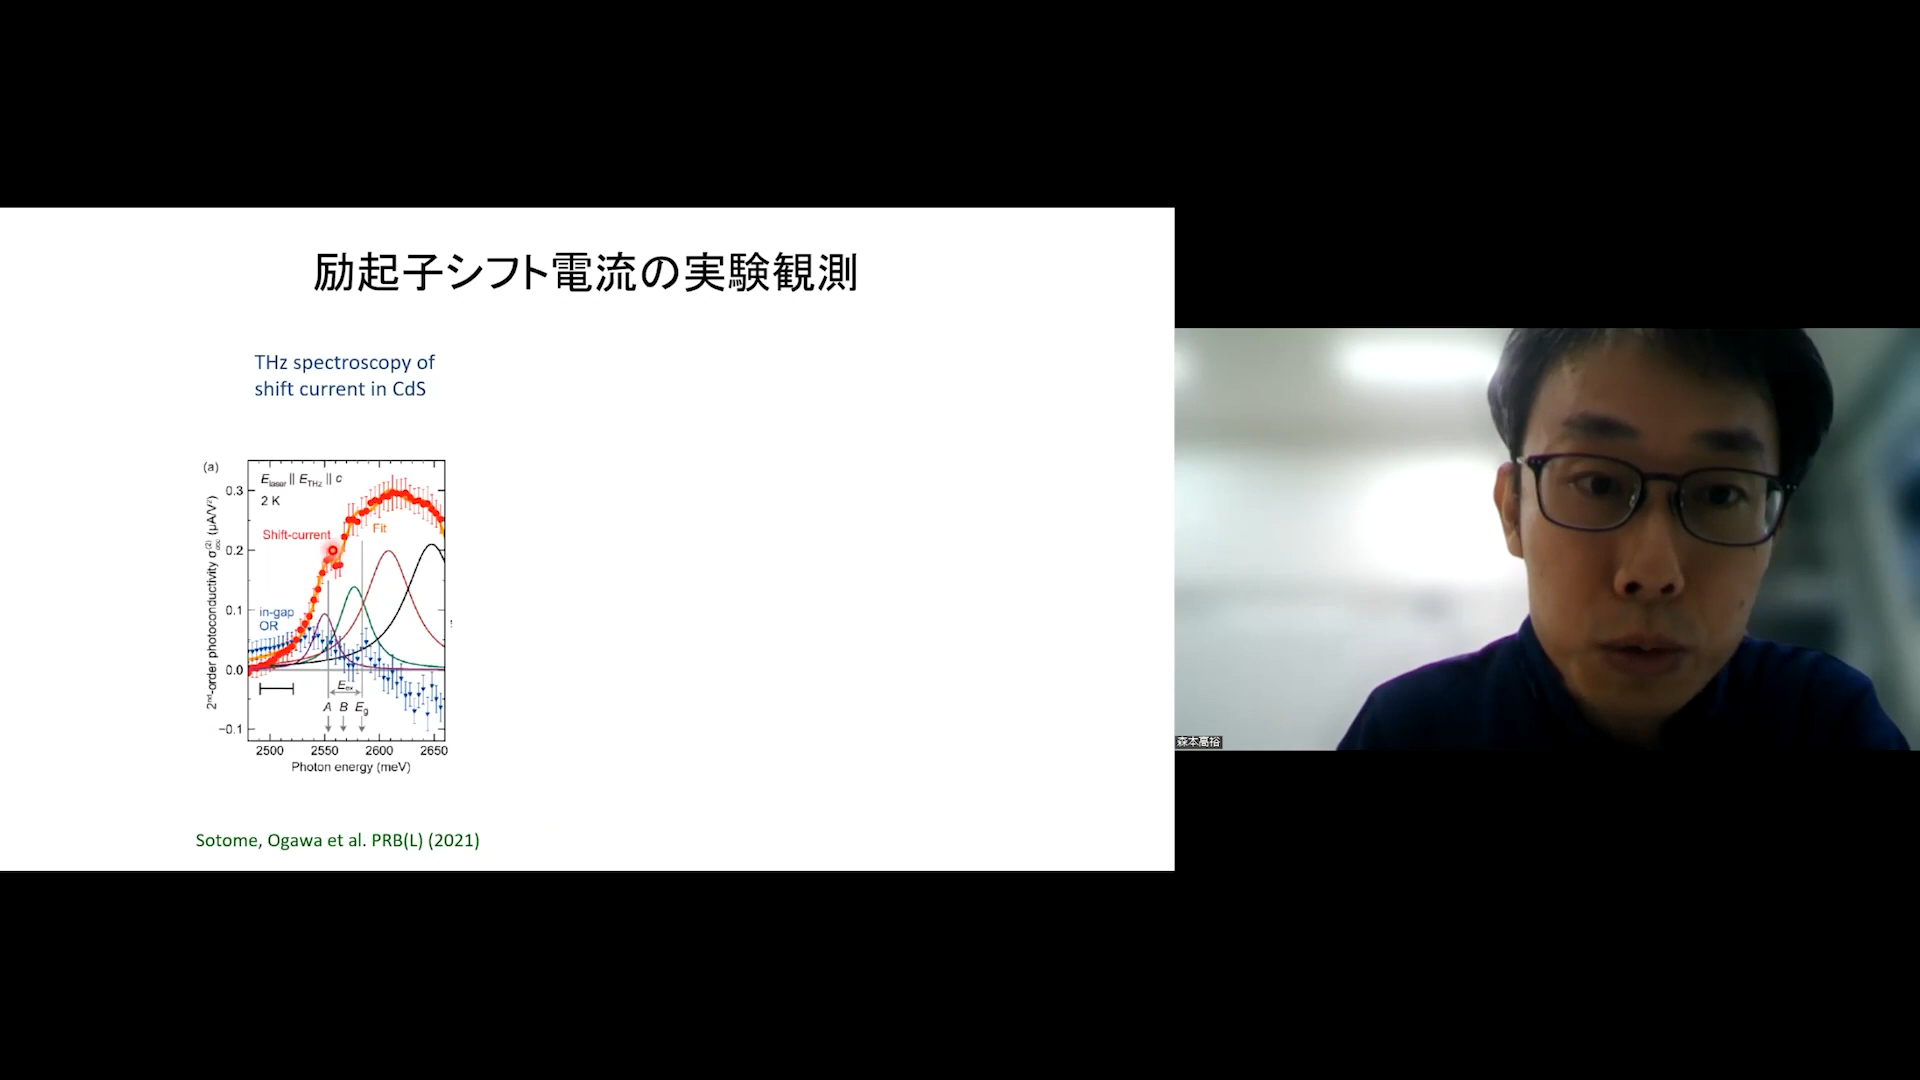 励起子シフト電流の実験観測
THz spectroscopy of
shift current in CdS
(a)
E_laser || E_THz || c
2 K
Shift-current
Fit
in-gap
OR
E_ex
A B E_g
0.3
0.2
0.1
0.0
−0.1
2nd-order photoconductivity σ(2) (μA/V²)
2500 2550 2600 2650
Photon energy (meV)
Sotome, Ogawa et al. PRB(L) (2021)
森本高裕